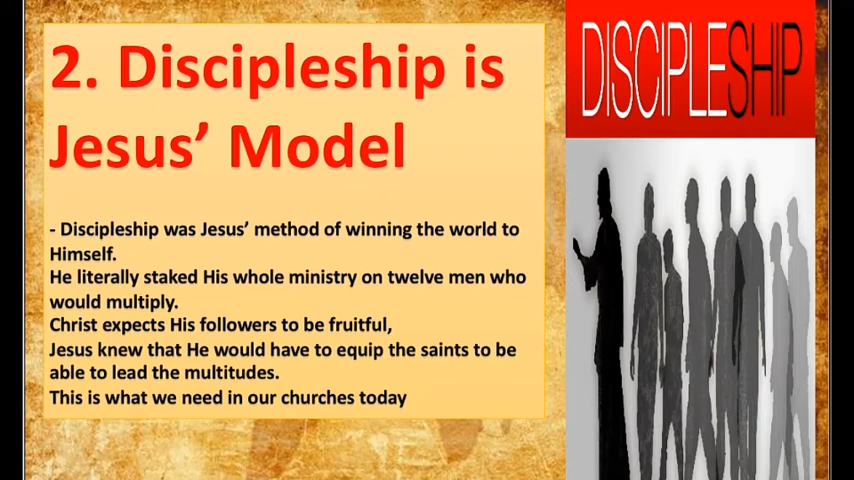 2. Discipleship is
Jesus’ Model
- Discipleship was Jesus’ method of winning the world to
Himself.
He literally staked His whole ministry on twelve men who
would multiply.
Christ expects His followers to be fruitful,
Jesus knew that He would have to equip the saints to be
able to lead the multitudes.
This is what we need in our churches today
DISCIPLESHIP